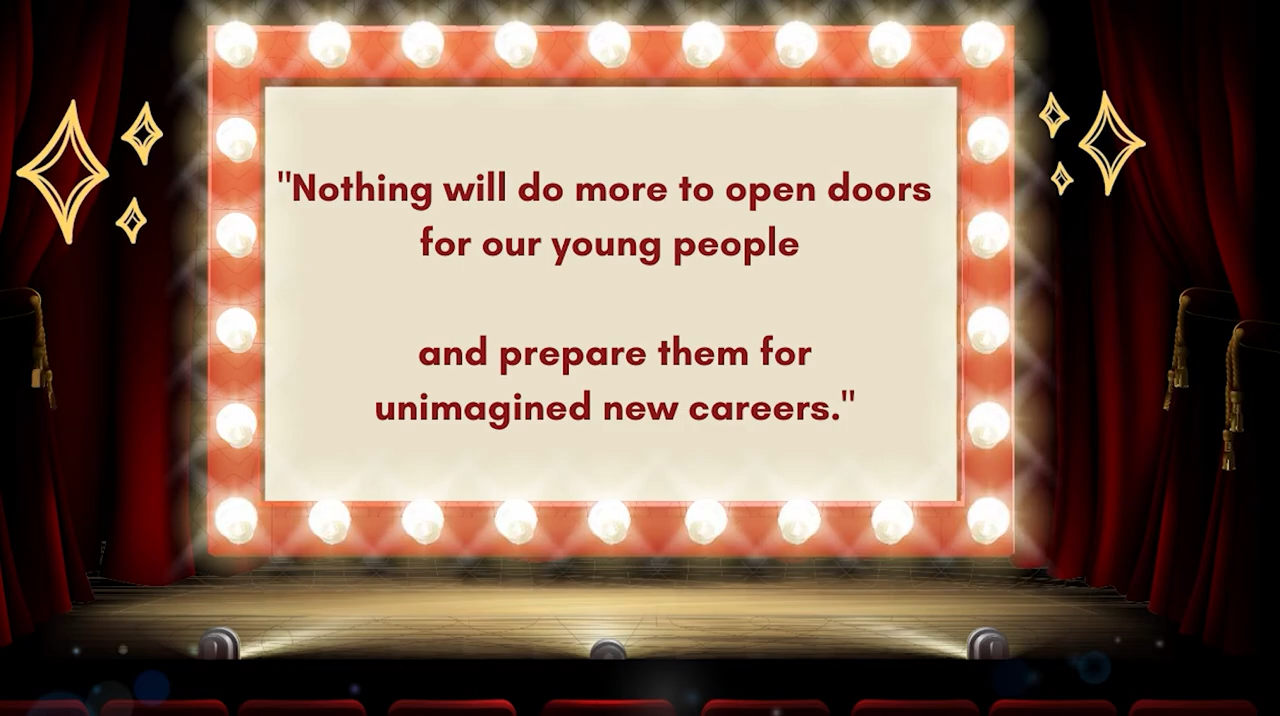 "Nothing will do more to open doors
for our young people
and prepare them for
unimagined new careers."